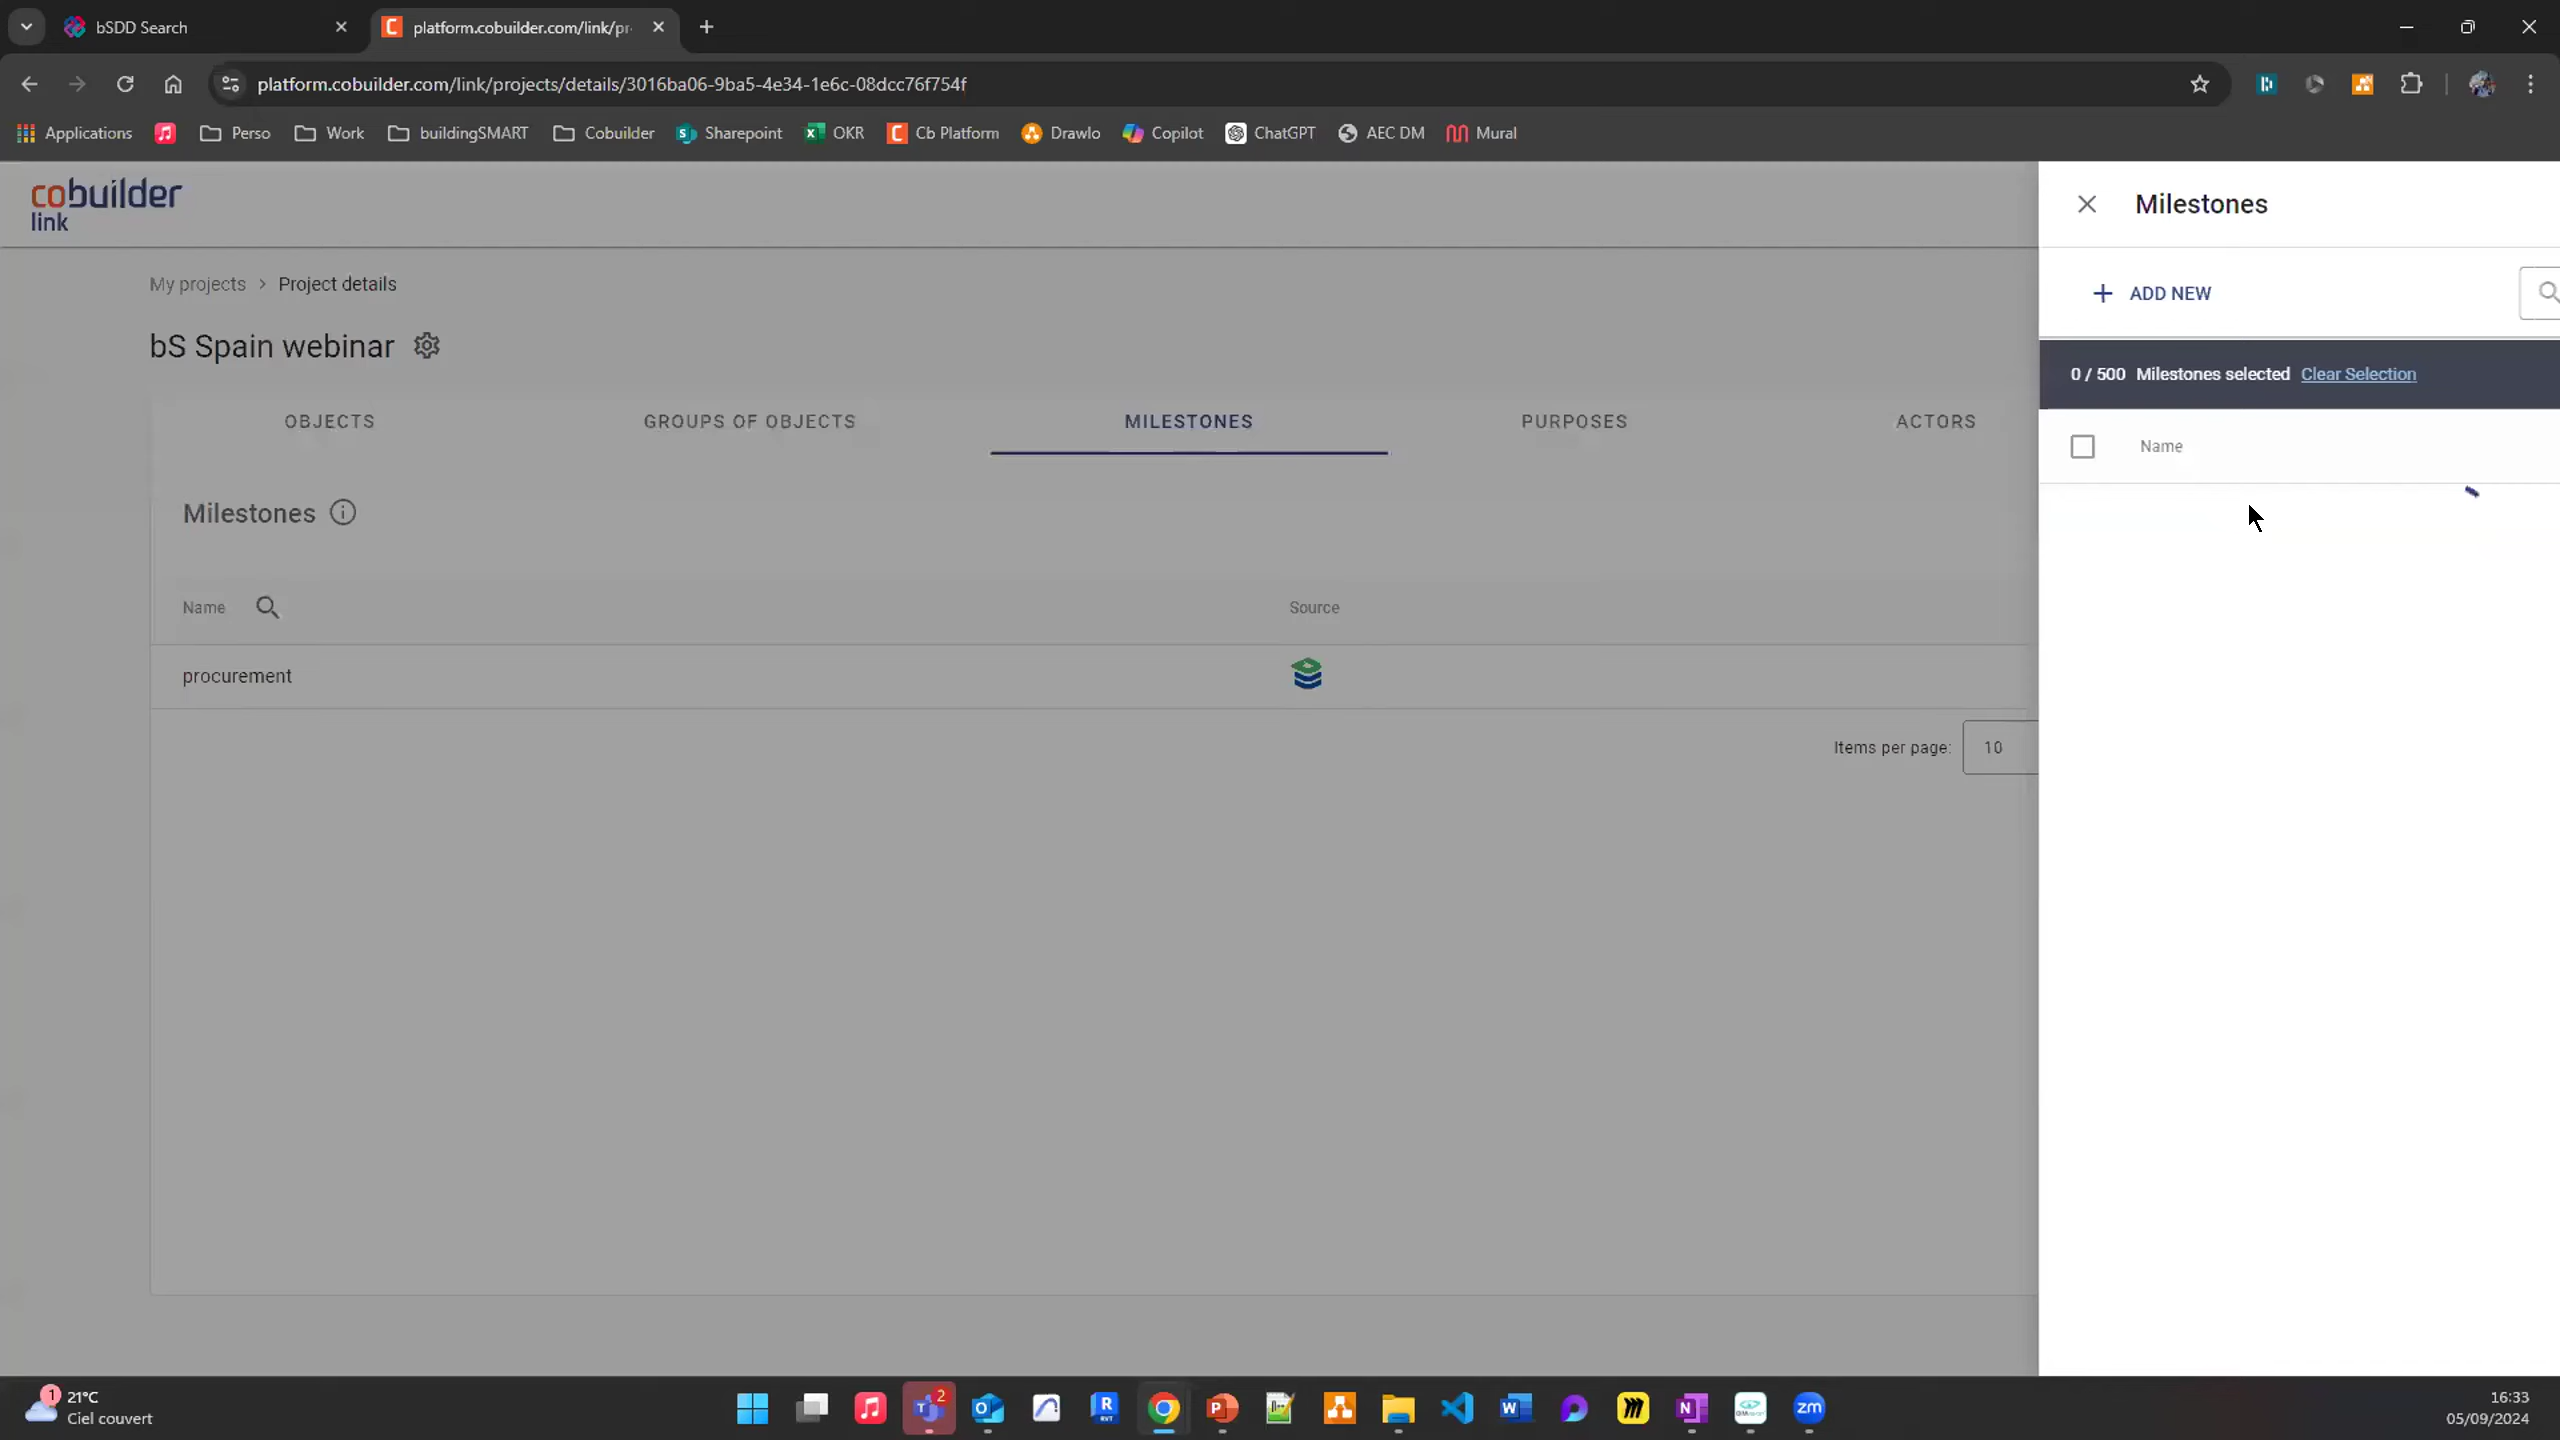 bSDD Search
platform.cobuilder.com/link/pr
platform.cobuilder.com/link/projects/details/3016ba06-9ba5-4e34-1e6c-08dcc76f754f
Applications
Perso
Work
buildingSMART
Cobuilder
Sharepoint
OKR
Cb Platform
Drawlo
Copilot
ChatGPT
AEC DM
Mural
cobuilder
link
My projects > Project details
bS Spain webinar
OBJECTS
GROUPS OF OBJECTS
MILESTONES
PURPOSES
ACTORS
Milestones
Name
Source
procurement
Items per page:
10
Milestones
+ ADD NEW
0 / 500 Milestones selected Clear Selection
Name
1
21°C
Ciel couvert
2
16:33
05/09/2024